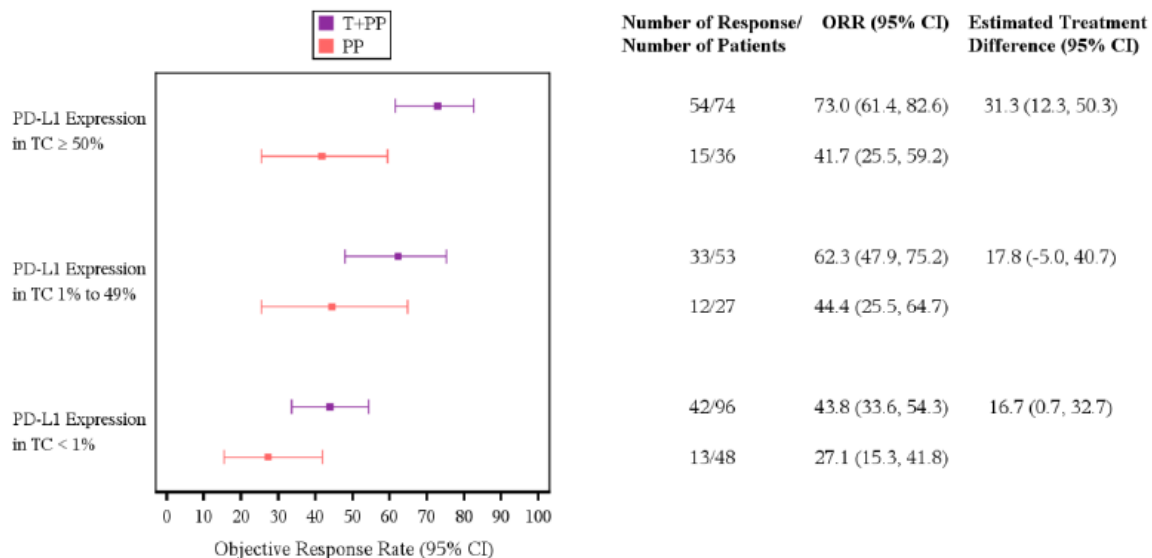 T+PP
PP
Number of Response/ ORR (95% CI) Estimated Treatment
Number of Patients Difference (95% CI)
PD-L1 Expression
in TC ≥ 50%
54/74 73.0 (61.4, 82.6) 31.3 (12.3, 50.3)
15/36 41.7 (25.5, 59.2)
PD-L1 Expression
in TC 1% to 49%
33/53 62.3 (47.9, 75.2) 17.8 (-5.0, 40.7)
12/27 44.4 (25.5, 64.7)
PD-L1 Expression
in TC < 1%
42/96 43.8 (33.6, 54.3) 16.7 (0.7, 32.7)
13/48 27.1 (15.3, 41.8)
0 10 20 30 40 50 60 70 80 90 100
Objective Response Rate (95% CI)